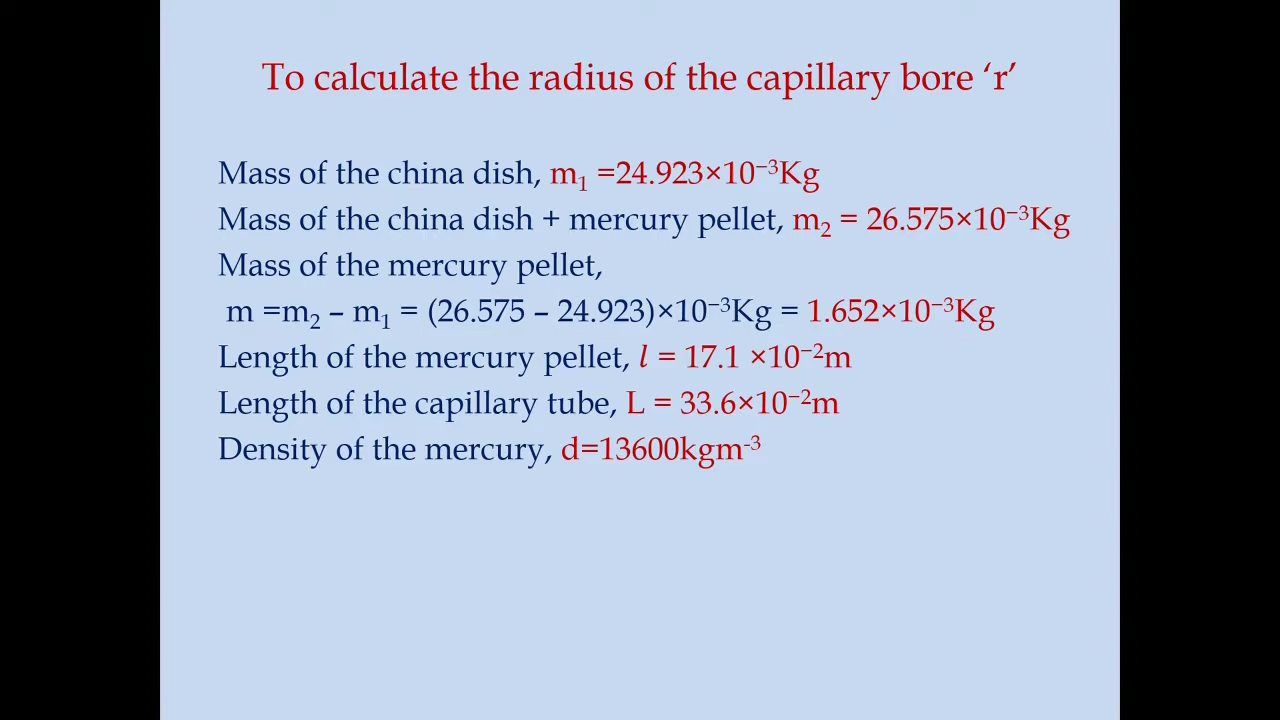 To calculate the radius of the capillary bore ‘r’
Mass of the china dish, m₁ =24.923×10⁻³Kg
Mass of the china dish + mercury pellet, m₂ = 26.575×10⁻³Kg
Mass of the mercury pellet,
m =m₂ – m₁ = (26.575 – 24.923)×10⁻³Kg = 1.652×10⁻³Kg
Length of the mercury pellet, l = 17.1 ×10⁻²m
Length of the capillary tube, L = 33.6×10⁻²m
Density of the mercury, d=13600kgm⁻³